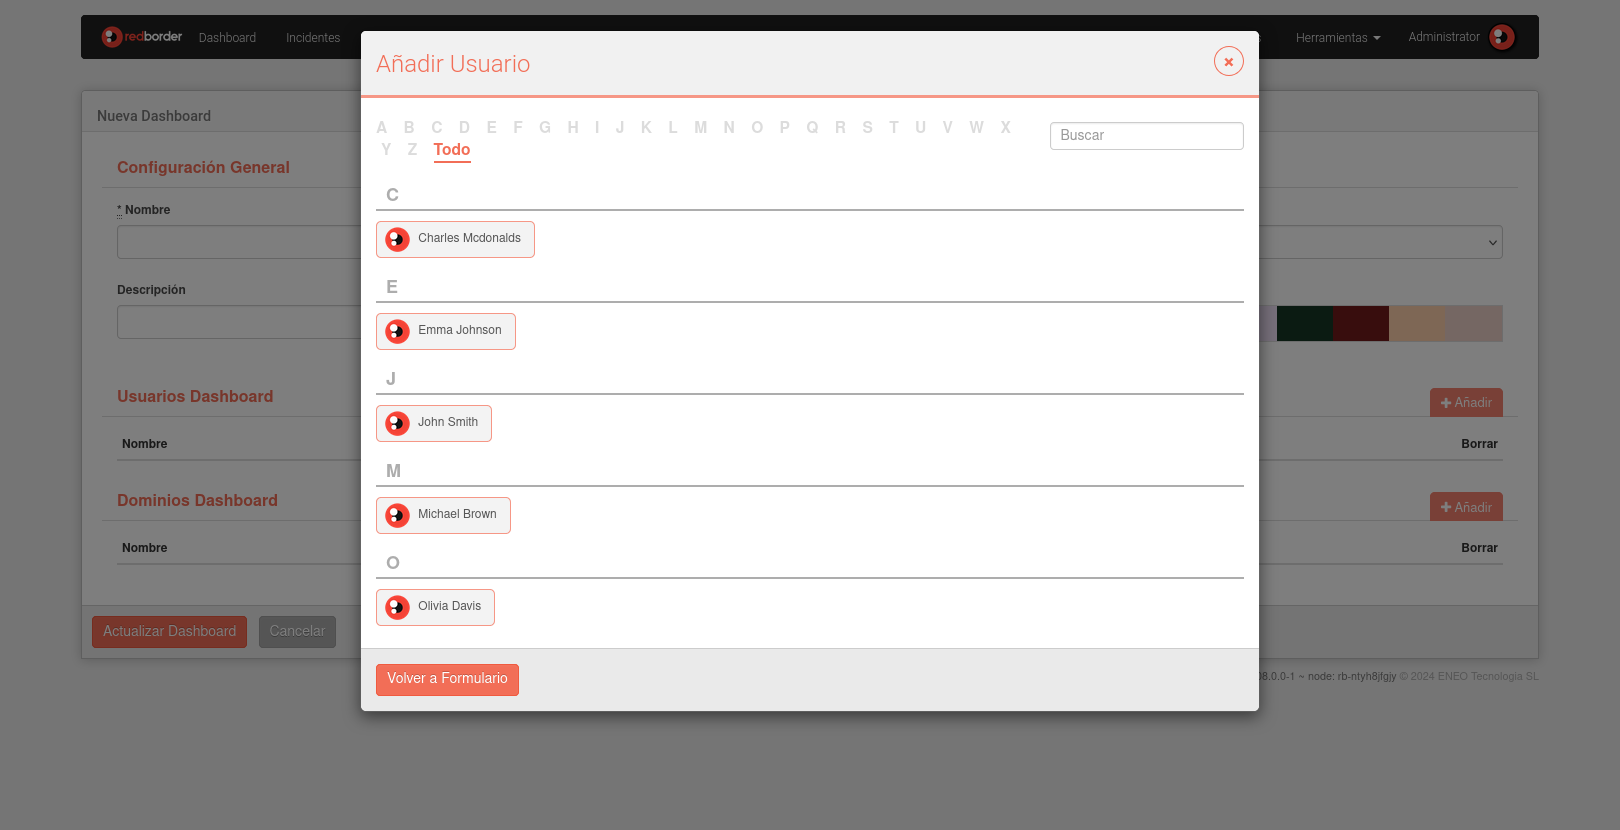 redborder Dashboard Incidentes Herramientas Administrator
Nueva Dashboard
Configuración General
* Nombre
Descripción
Usuarios Dashboard
+ Añadir
Nombre Borrar
Dominios Dashboard
+ Añadir
Nombre Borrar
Actualizar Dashboard Cancelar
Añadir Usuario
×
A B C D E F G H I J K L M N O P Q R S T U V W X
Y Z Todo
Buscar
C
Charles Mcdonalds
E
Emma Johnson
J
John Smith
M
Michael Brown
O
Olivia Davis
Volver a Formulario
8.0.0-1 ~ node: rb-ntyh8jfgjy © 2024 ENEO Tecnologia SL